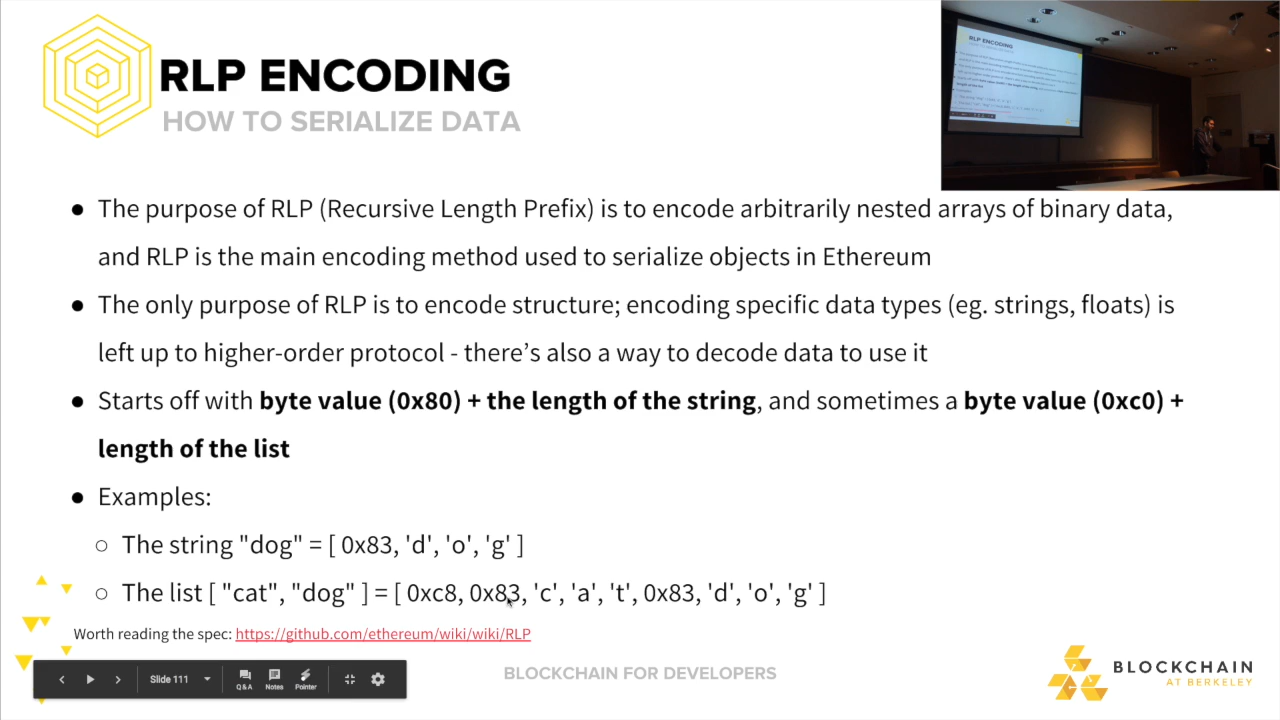 RLP ENCODING
HOW TO SERIALIZE DATA
● The purpose of RLP (Recursive Length Prefix) is to encode arbitrarily nested arrays of binary data,
and RLP is the main encoding method used to serialize objects in Ethereum
● The only purpose of RLP is to encode structure; encoding specific data types (eg. strings, floats) is
left up to higher-order protocol - there's also a way to decode data to use it
● Starts off with byte value (0x80) + the length of the string, and sometimes a byte value (0xc0) +
length of the list
● Examples:
○ The string "dog" = [ 0x83, 'd', 'o', 'g' ]
○ The list [ "cat", "dog" ] = [ 0xc8, 0x83, 'c', 'a', 't', 0x83, 'd', 'o', 'g' ]
Worth reading the spec: https://github.com/ethereum/wiki/wiki/RLP
Slide 111
Q&A Notes Pointer
BLOCKCHAIN FOR DEVELOPERS
BLOCKCHAIN
AT BERKELEY
RLP ENCODING